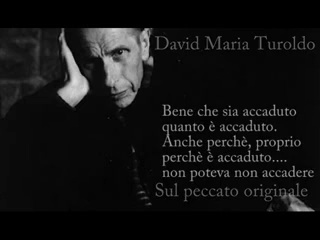 David Maria Turoldo
Bene che sia accaduto
quanto è accaduto.
Anche perchè, proprio
perchè è accaduto....
non poteva non accadere
Sul peccato originale